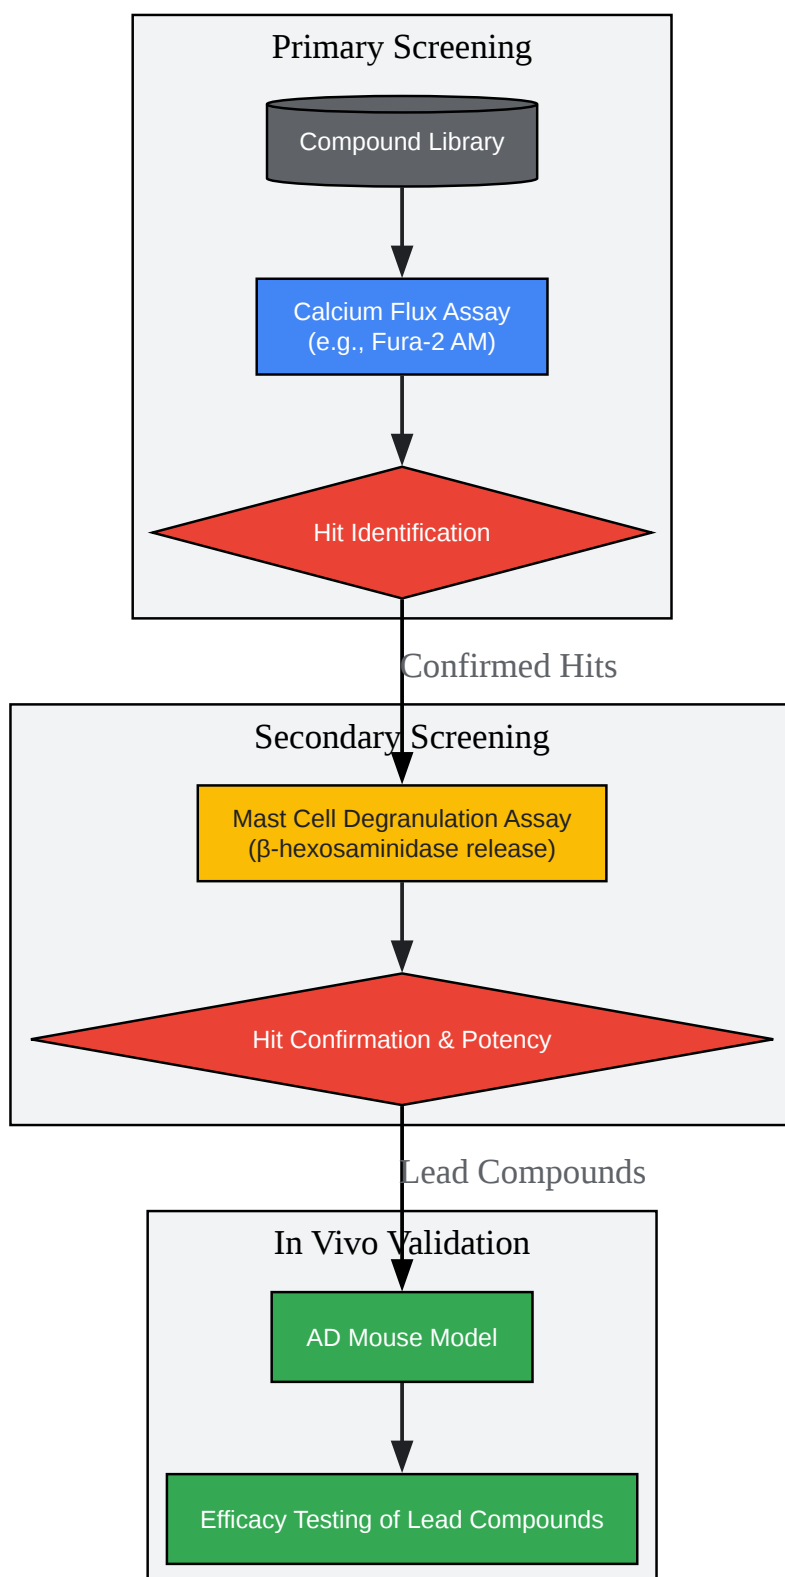 Primary Screening
Compound Library
Calcium Flux Assay
(e.g., Fura-2 AM)
Hit Identification
Confirmed Hits
Secondary Screening
Mast Cell Degranulation Assay
(β-hexosaminidase release)
Hit Confirmation & Potency
Lead Compounds
In Vivo Validation
AD Mouse Model
Efficacy Testing of Lead Compounds